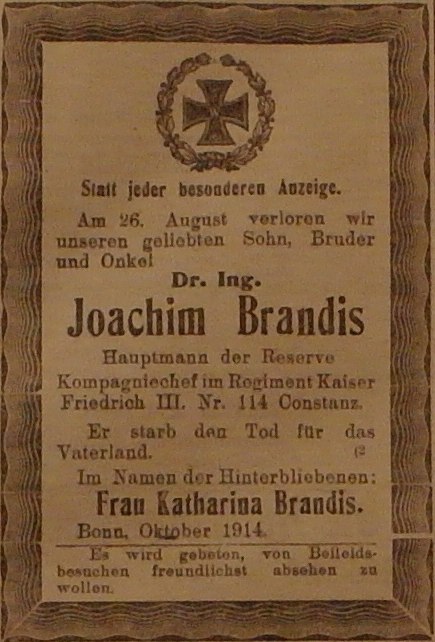 Statt jeder besonderen Anzeige.
Am 26. August verloren wir
unseren geliebten Sohn, Bruder
und Onkel
Dr. Ing.
Joachim Brandis
Hauptmann der Reserve
Kompagniechef im Regiment Kaiser
Friedrich III. Nr. 114 Constanz.
Er starb den Tod für das
Vaterland.
Im Namen der Hinterbliebenen:
Frau Katharina Brandis.
Bonn, Oktober 1914.
Es wird gebeten, von Beileids-
besuchen freundlichst absehen zu
wollen.